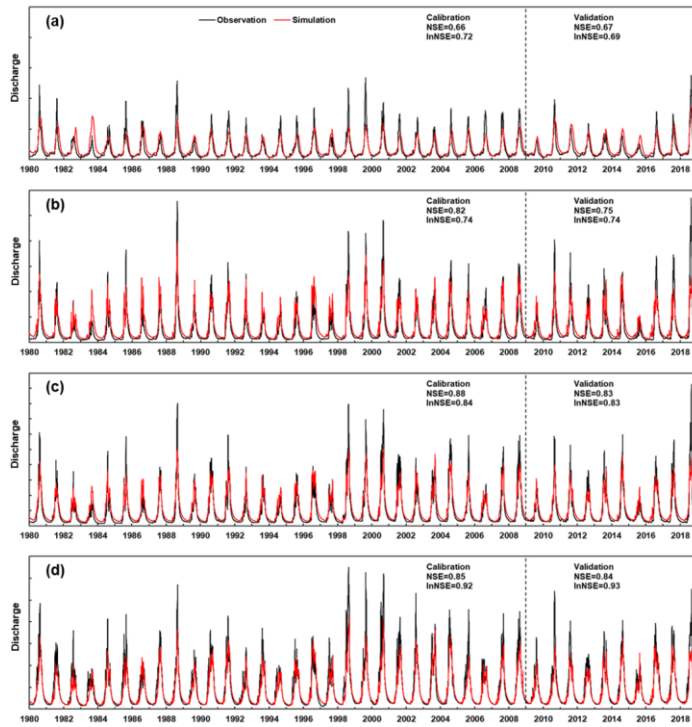 (a)
Observation Simulation
Calibration
NSE=0.66
lnNSE=0.72
Validation
NSE=0.67
lnNSE=0.69
Discharge
1980 1982 1984 1986 1988 1990 1992 1994 1996 1998 2000 2002 2004 2006 2008 2010 2012 2014 2016 2018
(b)
Calibration
NSE=0.82
lnNSE=0.74
Validation
NSE=0.75
lnNSE=0.74
Discharge
1980 1982 1984 1986 1988 1990 1992 1994 1996 1998 2000 2002 2004 2006 2008 2010 2012 2014 2016 2018
(c)
Calibration
NSE=0.88
lnNSE=0.84
Validation
NSE=0.83
lnNSE=0.83
Discharge
1980 1982 1984 1986 1988 1990 1992 1994 1996 1998 2000 2002 2004 2006 2008 2010 2012 2014 2016 2018
(d)
Calibration
NSE=0.85
lnNSE=0.92
Validation
NSE=0.84
lnNSE=0.93
Discharge
1980 1982 1984 1986 1988 1990 1992 1994 1996 1998 2000 2002 2004 2006 2008 2010 2012 2014 2016 2018